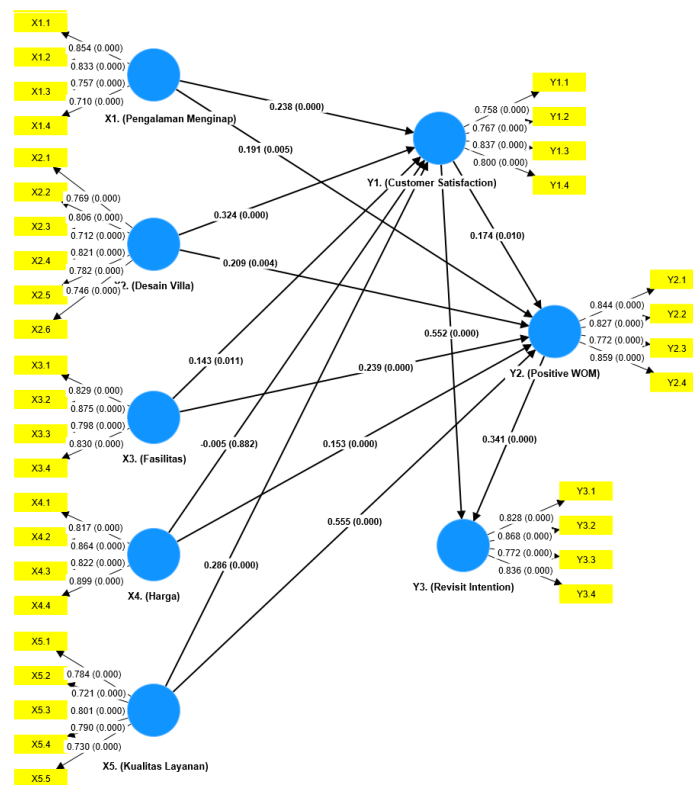 X1.1
X1.2
X1.3
X1.4
0.854 (0.000)
0.833 (0.000)
0.757 (0.000)
0.710 (0.000)
X1. (Pengalaman Menginap)
X2.1
X2.2
X2.3
X2.4
X2.5
X2.6
0.769 (0.000)
0.806 (0.000)
0.712 (0.000)
0.821 (0.000)
0.782 (0.000)
0.746 (0.000)
X2. (Desain Villa)
X3.1
X3.2
X3.3
X3.4
0.829 (0.000)
0.875 (0.000)
0.798 (0.000)
0.830 (0.000)
X3. (Fasilitas)
X4.1
X4.2
X4.3
X4.4
0.817 (0.000)
0.864 (0.000)
0.822 (0.000)
0.899 (0.000)
X4. (Harga)
X5.1
X5.2
X5.3
X5.4
X5.5
0.784 (0.000)
0.721 (0.000)
0.801 (0.000)
0.790 (0.000)
0.730 (0.000)
X5. (Kualitas Layanan)
0.238 (0.000)
0.191 (0.005)
0.324 (0.000)
0.209 (0.004)
0.143 (0.011)
0.239 (0.000)
-0.005 (0.882)
0.153 (0.000)
0.286 (0.000)
0.555 (0.000)
Y1. (Customer Satisfaction)
0.758 (0.000)
0.767 (0.000)
0.837 (0.000)
0.800 (0.000)
Y1.1
Y1.2
Y1.3
Y1.4
0.174 (0.010)
0.552 (0.000)
Y2. (Positive WOM)
0.844 (0.000)
0.827 (0.000)
0.772 (0.000)
0.859 (0.000)
Y2.1
Y2.2
Y2.3
Y2.4
0.341 (0.000)
Y3. (Revisit Intention)
0.828 (0.000)
0.868 (0.000)
0.772 (0.000)
0.836 (0.000)
Y3.1
Y3.2
Y3.3
Y3.4